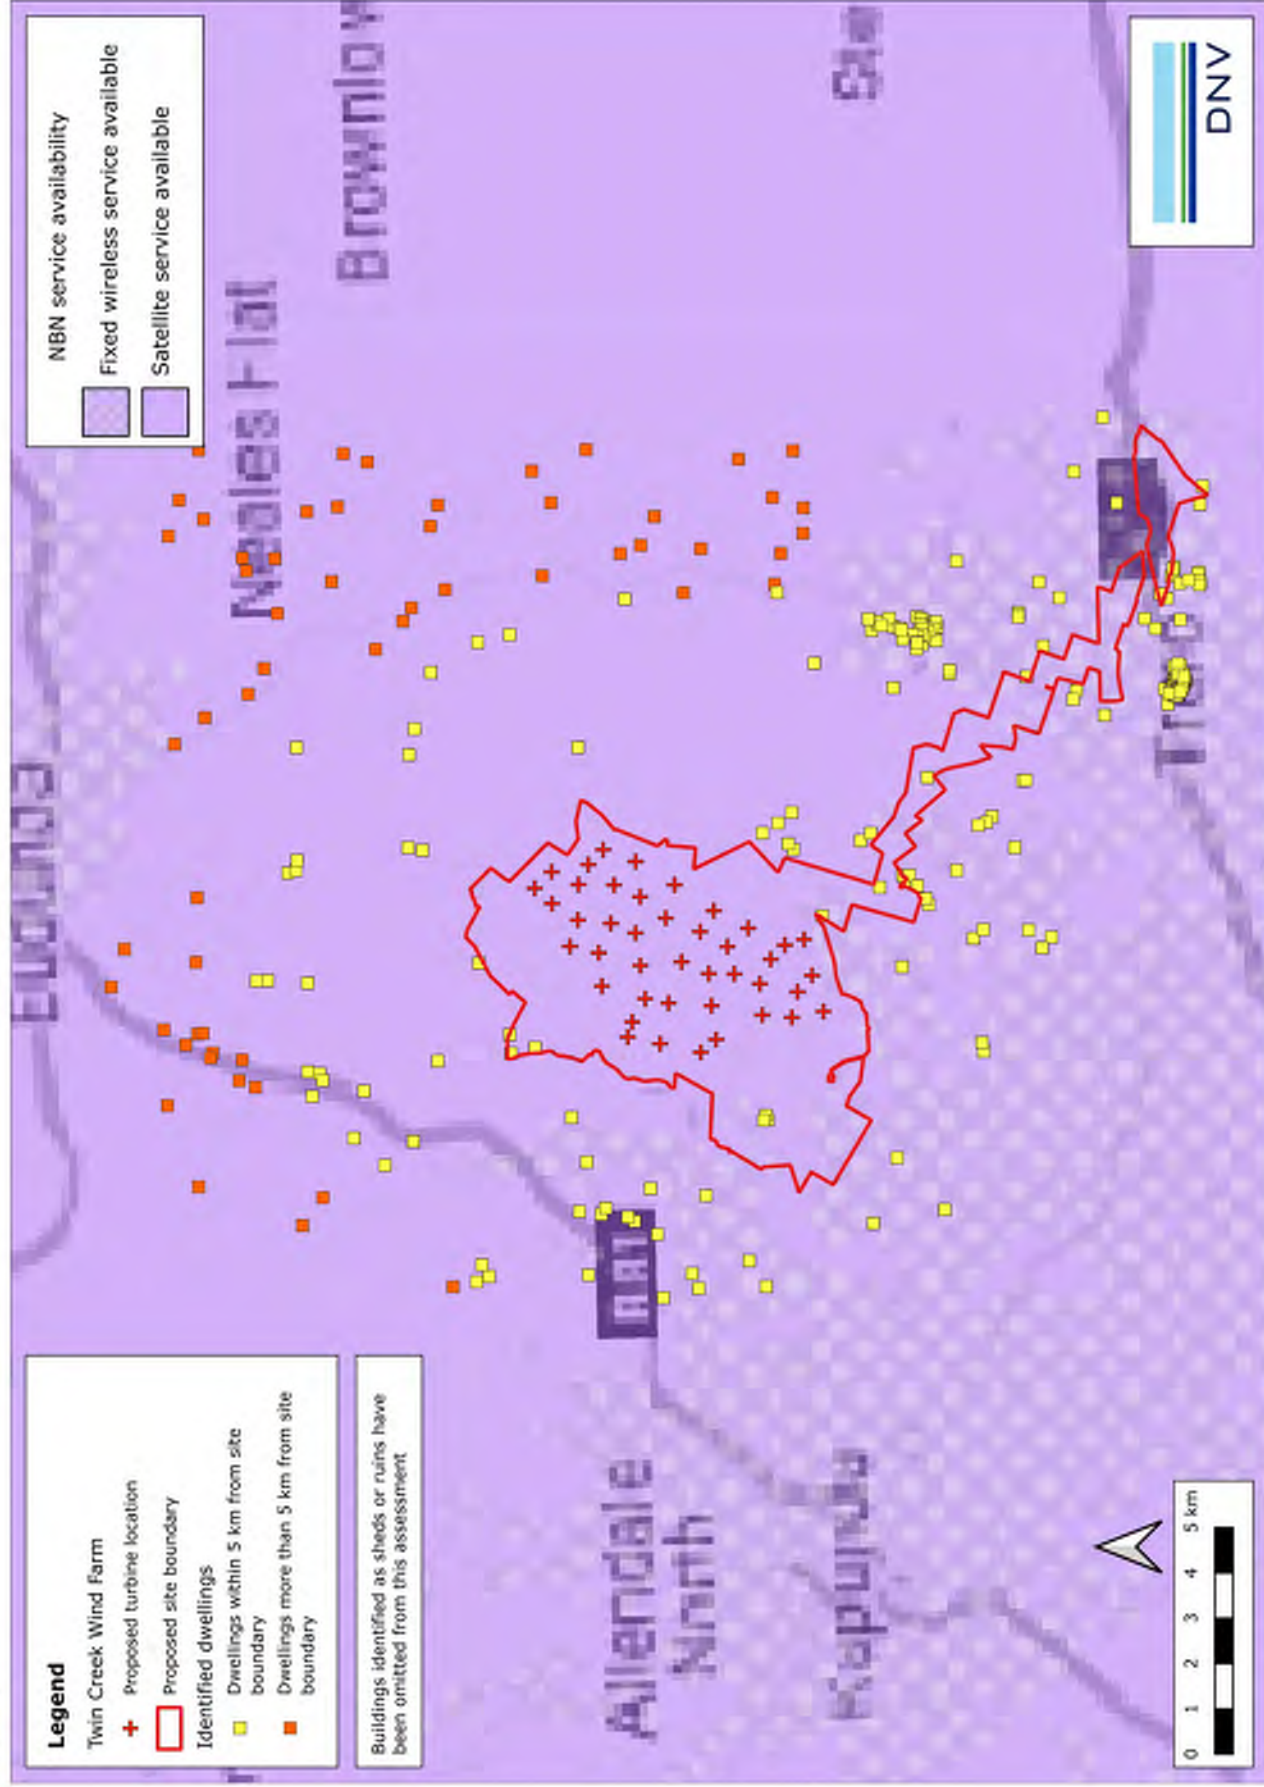 Legend
Twin Creek Wind Farm
Proposed turbine location
Proposed site boundary
Identified dwellings
Dwellings within 5 km from site
boundary
Dwellings more than 5 km from site
boundary
Buildings identified as sheds or ruins have
been omitted from this assessment
NBN service availability
Fixed wireless service available
Satellite service available
Neales Flat
Allendale
North
Kapunda
0 1 2 3 4 5 km
DNV